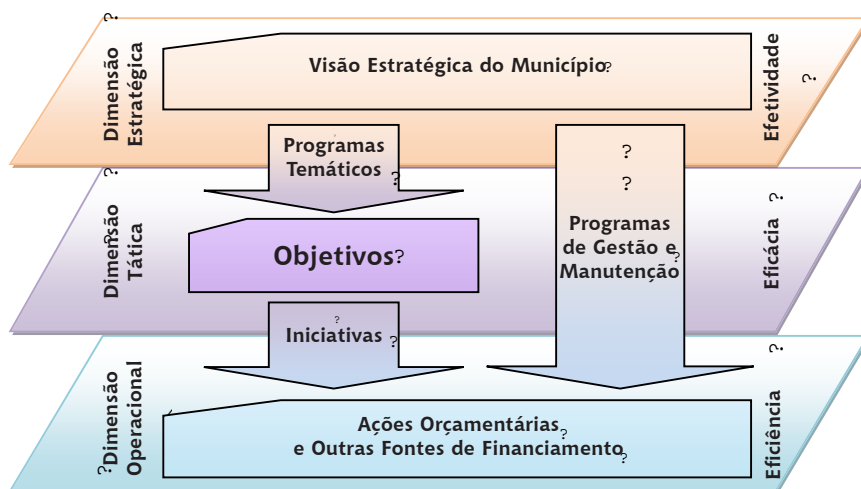 ?
Dimensão
Estratégica
Visão Estratégica do Município?
Efetividade
?
Programas
Temáticos
?
?
?
?
Dimensão
Tática
?
Objetivos?
Programas
de Gestão e
Manutenção
?
Eficácia
?
?
Iniciativas
?
Dimensão
Operacional
?
Ações Orçamentárias?
e Outras Fontes de Financiamento?
Eficiência
?